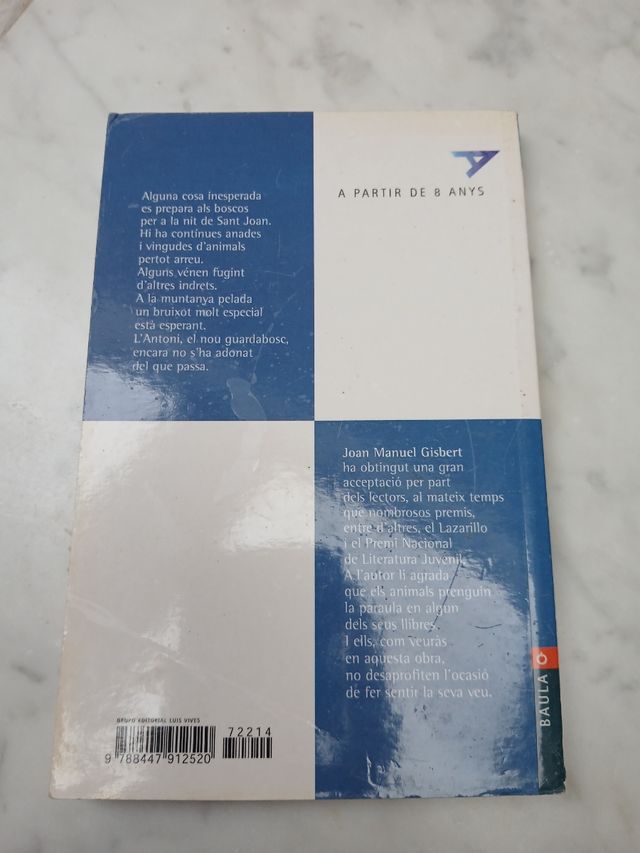 Alguna cosa inesperada
es prepara als boscos
per a la nit de Sant Joan.
Hi ha contínues anades
i vingudes d'animals
pertot arreu.
Alguns vénen fugint
d'altres indrets.
A la muntanya pelada
un bruixot molt especial
està esperant.
L'Antoni, el nou guardabosc,
encara no s'ha adonat
del que passa.
A PARTIR DE 8 ANYS
Joan Manuel Gisbert
ha obtingut una gran
acceptació per part
dels lectors, al mateix temps
que nombrosos premis,
entre d'altres, el Lazarillo
i el Premi Nacional
de Literatura Juvenil.
A l'autor li agrada
que els animals prenguin
la paraula en algun
dels seus llibres.
I ells, com veuràs
en aquesta obra,
no desaprofiten l'ocasió
de fer sentir la seva veu.
BAULA
GRUPO EDITORIAL LUIS VIVES
72214
9 788447 912520